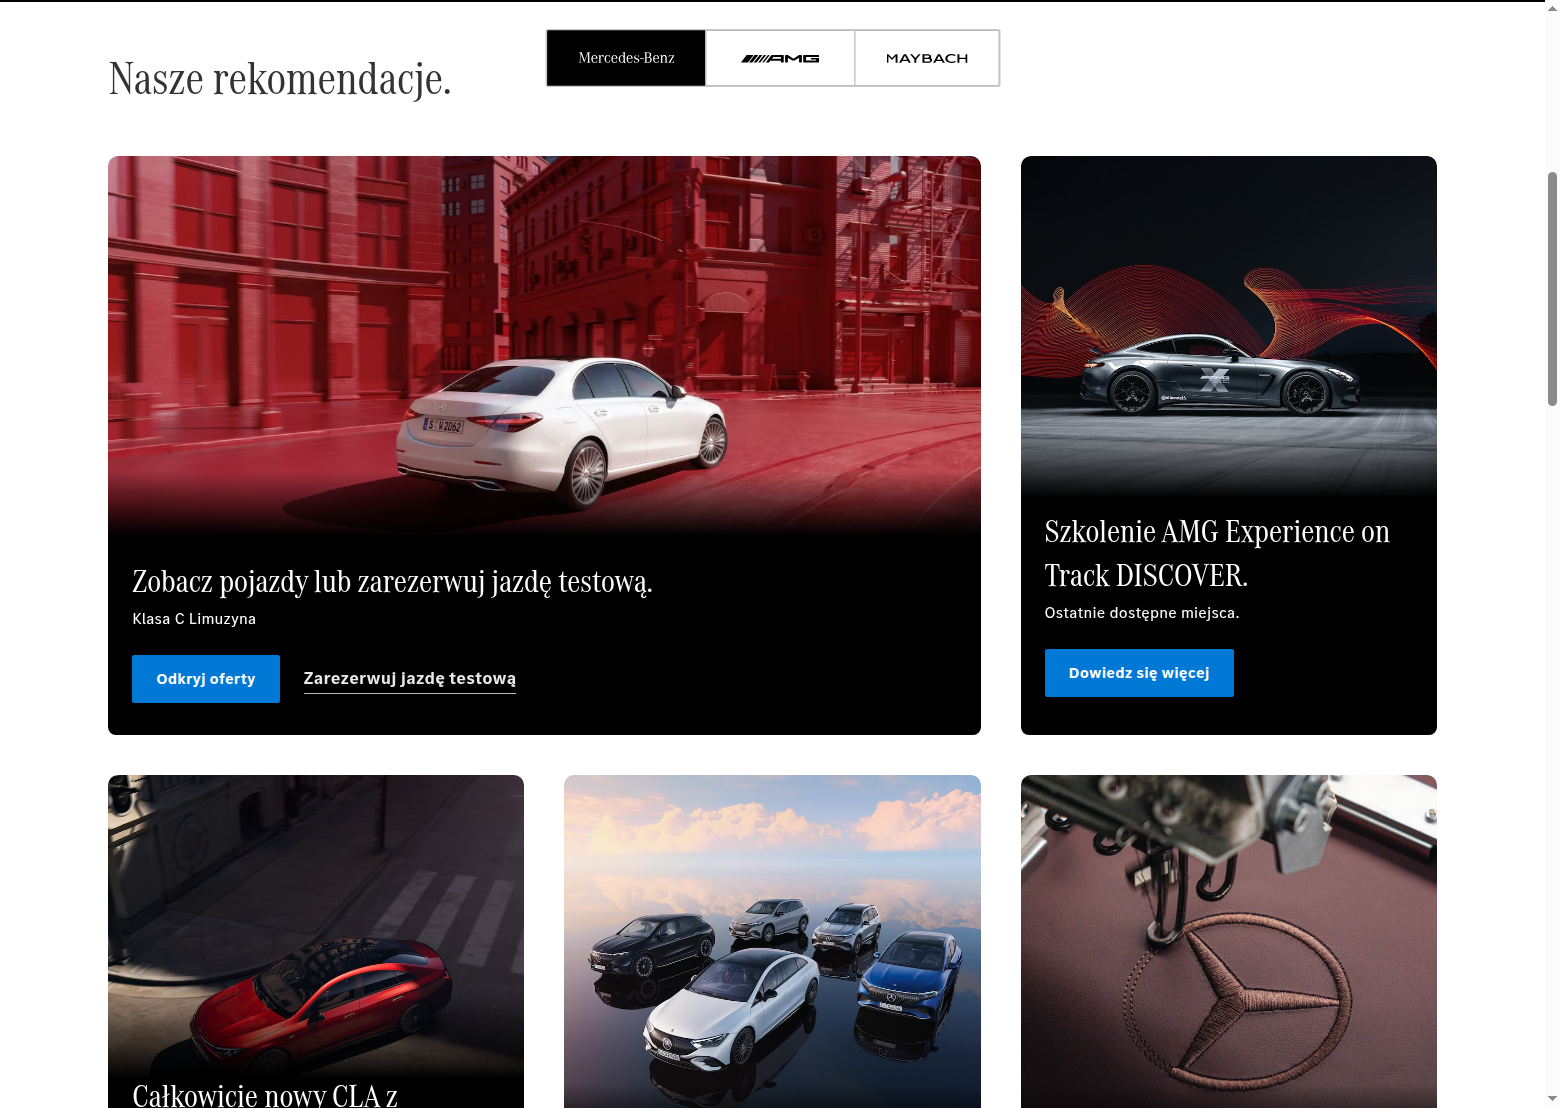 Nasze rekomendacje.
Mercedes-Benz
AMG
MAYBACH
S W 2062
Zobacz pojazdy lub zarezerwuj jazdę testową.
Klasa C Limuzyna
Odkryj oferty
Zarezerwuj jazdę testową
Szkolenie AMG Experience on
Track DISCOVER.
Ostatnie dostępne miejsca.
Dowiedz się więcej
Całkowicie nowy CLA z